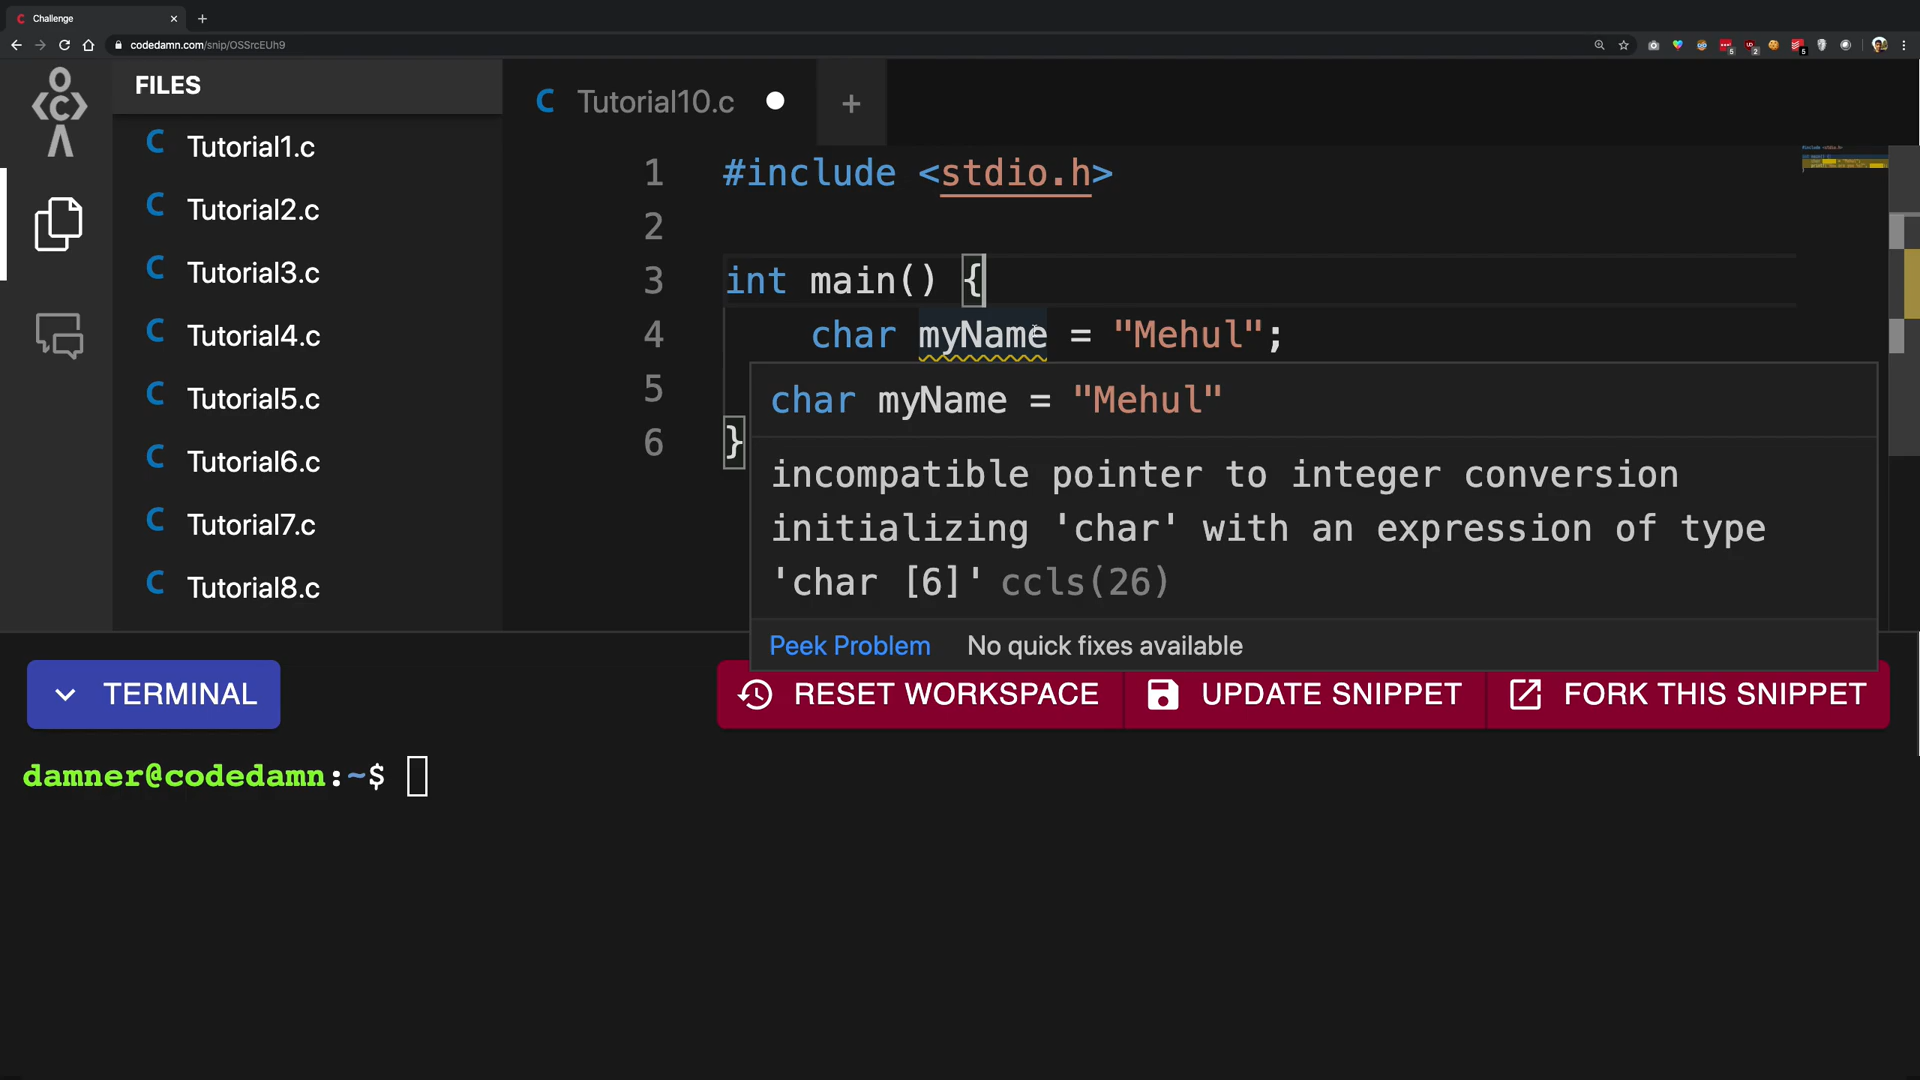 Challenge
codedamn.com/snip/OSSrcEUh9
FILES
Tutorial1.c
Tutorial2.c
Tutorial3.c
Tutorial4.c
Tutorial5.c
Tutorial6.c
Tutorial7.c
Tutorial8.c
Tutorial10.c
1 #include <stdio.h>
2
3 int main() {
4 char myName = "Mehul";
5
6 }
char myName = "Mehul"
incompatible pointer to integer conversion
initializing 'char' with an expression of type
'char [6]' ccls(26)
Peek Problem No quick fixes available
TERMINAL
RESET WORKSPACE UPDATE SNIPPET FORK THIS SNIPPET
damner@codedamn:~$